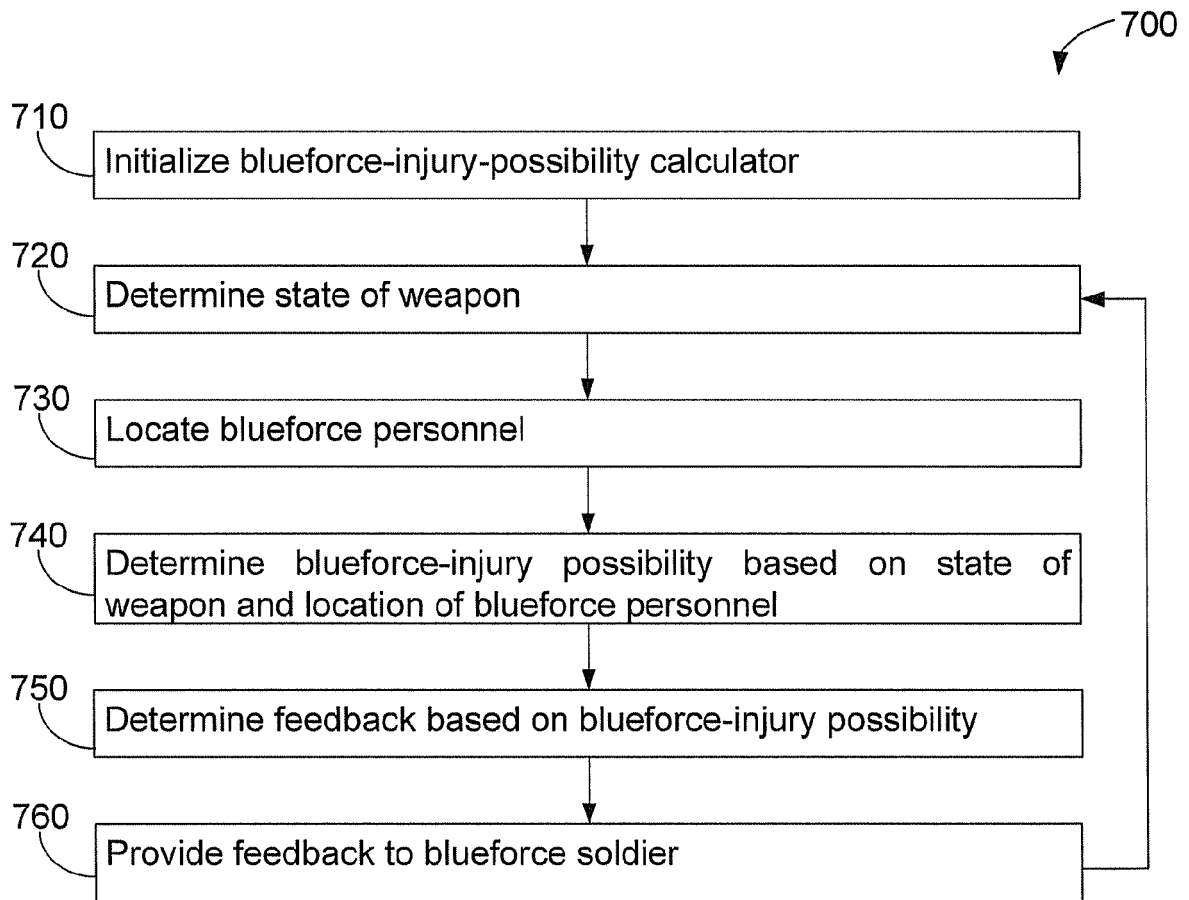 700
710
Initialize blueforce-injury-possibility calculator
720
Determine state of weapon
730
Locate blueforce personnel
740
Determine blueforce-injury possibility based on state of
weapon and location of blueforce personnel
750
Determine feedback based on blueforce-injury possibility
760
Provide feedback to blueforce soldier